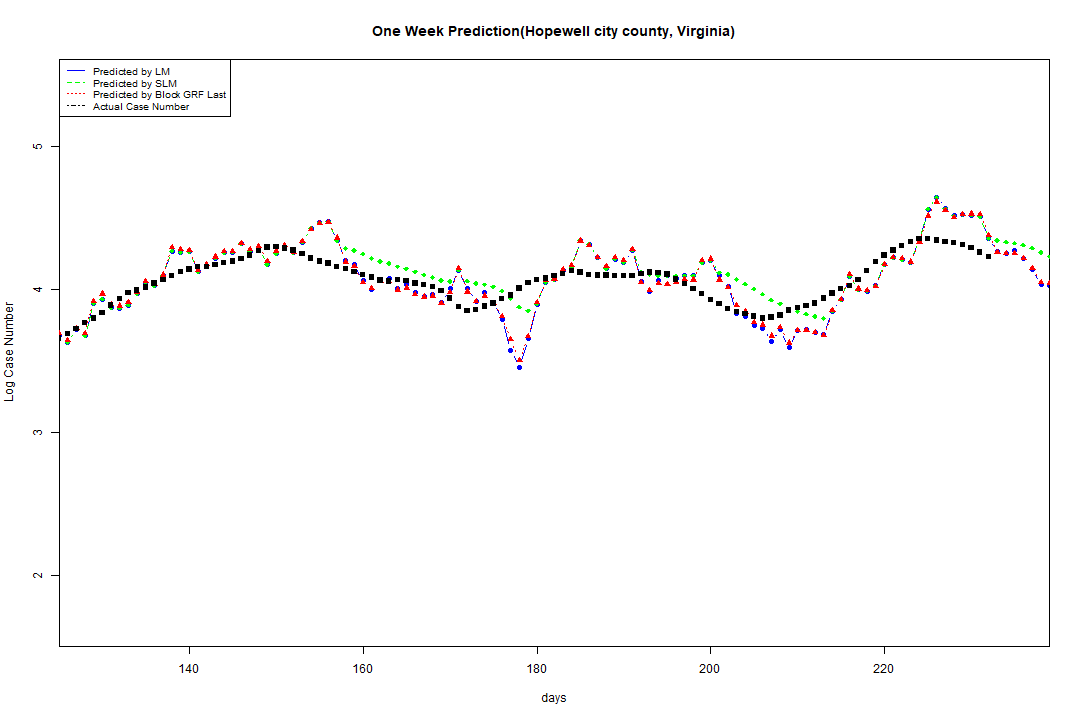 One Week Prediction(Hopewell city county, Virginia)
Predicted by LM
Predicted by SLM
Predicted by Block GRF Last
Actual Case Number
5
4
3
2
Log Case Number
140 160 180 200 220
days